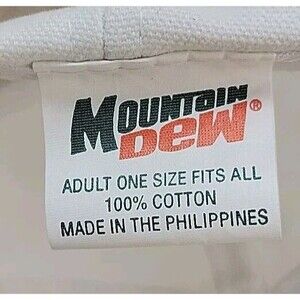 MOUNTAIN
DEW®
ADULT ONE SIZE FITS ALL
100% COTTON
MADE IN THE PHILIPPINES